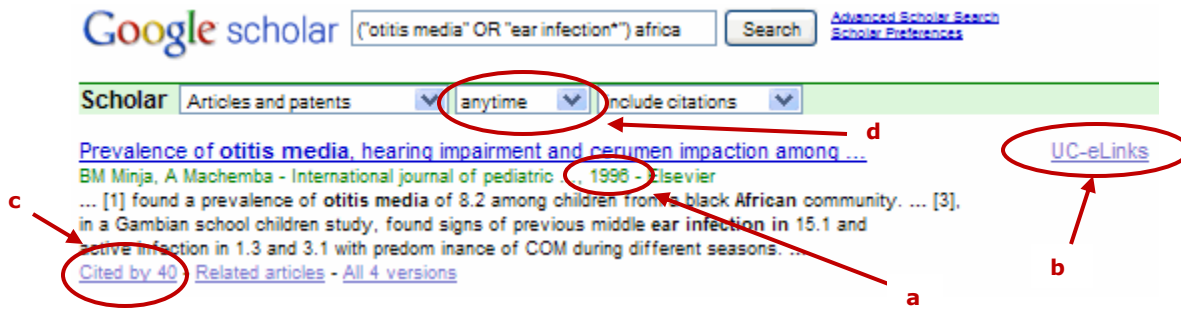 Google scholar ("otitis media" OR "ear infection*") africa Search Advanced Scholar Search
Scholar Preferences
Scholar Articles and patents anytime include citations
d
Prevalence of otitis media, hearing impairment and cerumen impaction among ... UC-eLinks
BM Minja, A Machemba - International journal of pediatric ..., 1996 - Elsevier
... [1] found a prevalence of otitis media of 8.2 among children from a black African community. ... [3],
c
in a Gambian school children study, found signs of previous middle ear infection in 15.1 and
active infection in 1.3 and 3.1 with predom inance of COM during different seasons. ...
Cited by 40 - Related articles - All 4 versions
b
a